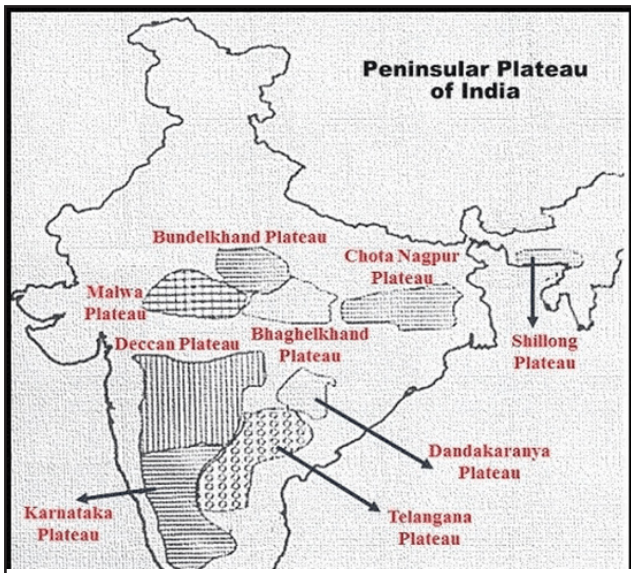 Peninsular Plateau
of India
Bundelkhand Plateau
Chota Nagpur
Plateau
Malwa
Plateau
Bhaghelkhand
Plateau
Deccan Plateau
Shillong
Plateau
Dandakaranya
Plateau
Karnataka
Plateau
Telangana
Plateau